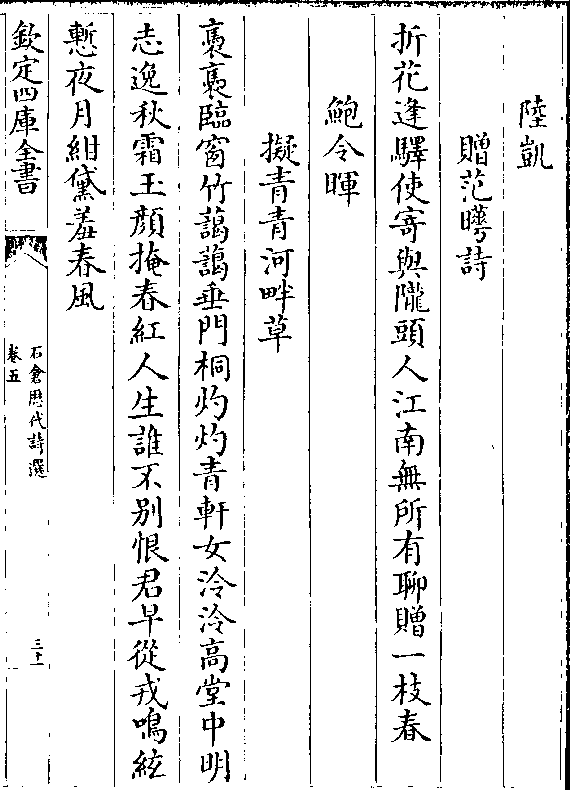 陸凱
贈范曄詩
折花逢驛使寄與隴頭人江南無所有聊贈一枝春
鮑令暉
擬青青河畔草
裊裊臨窗竹藹藹垂門桐灼灼青軒女泠泠高堂中明
志逸秋霜玉顔掩春紅人生誰不别恨君早從戎鳴絃
慙夜月紺黛羞春風
欽定四庫全書
石倉歷代詩選
卷五
三十一